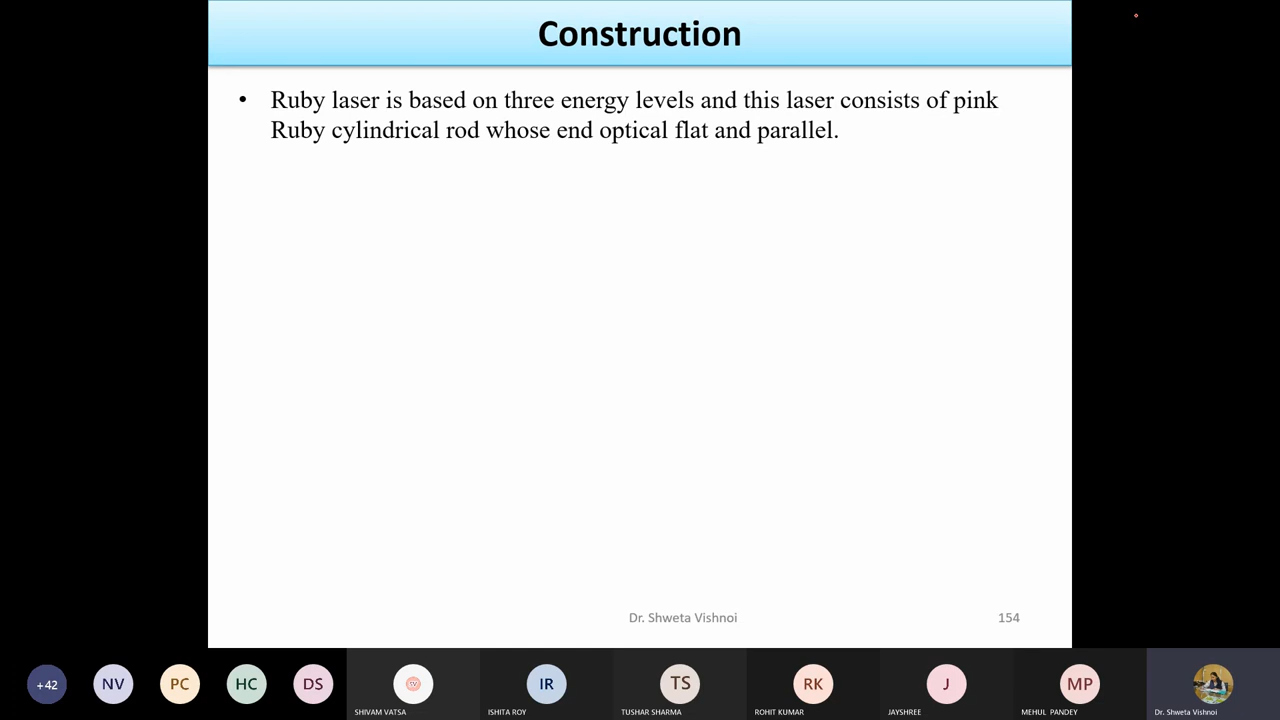 Construction
• Ruby laser is based on three energy levels and this laser consists of pink
Ruby cylindrical rod whose end optical flat and parallel.
Dr. Shweta Vishnoi 154
+42 NV PC HC DS IR TS RK J MP
SHIVAM VATSA ISHITA ROY TUSHAR SHARMA ROHIT KUMAR JAYSHREE MEHUL PANDEY Dr. Shweta Vishnoi